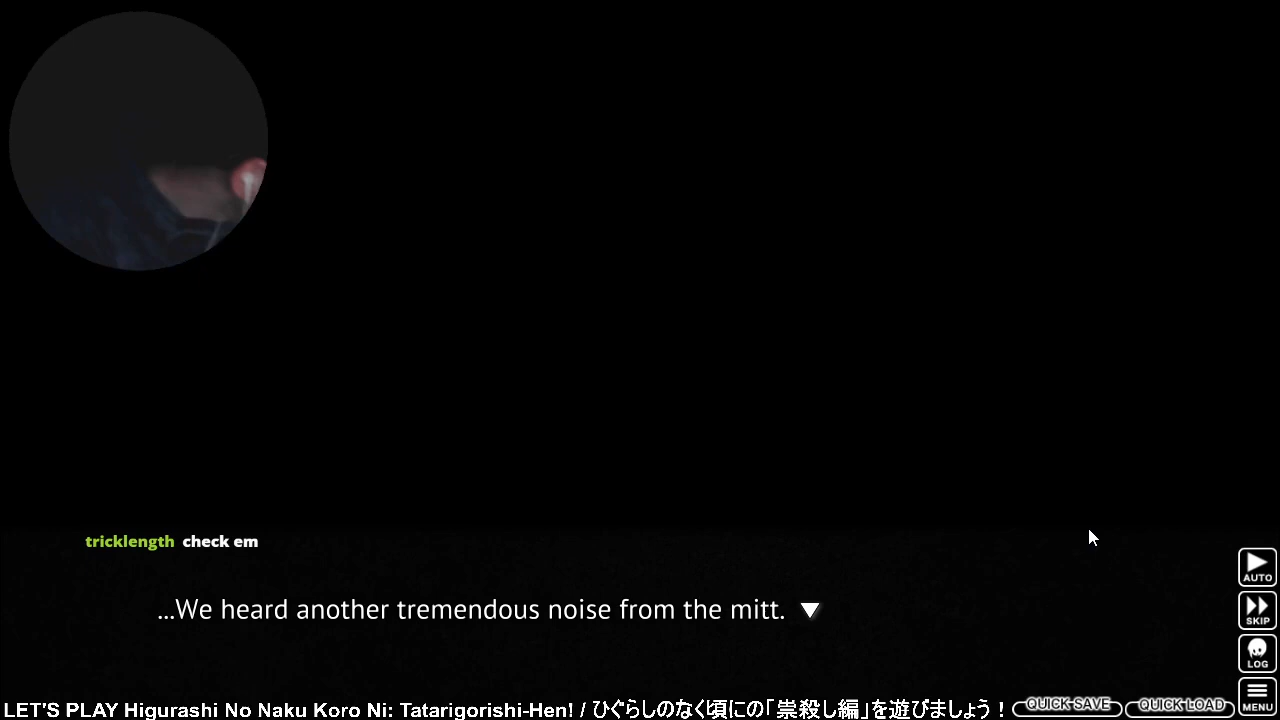 tricklength check em
...We heard another tremendous noise from the mitt.
AUTO
SKIP
LOG
MENU
QUICK SAVE
QUICK LOAD
LET'S PLAY Higurashi No Naku Koro Ni: Tatarigorishi-Hen! / ひぐらしのなく頃にの「祟殺し編」を遊びましょう！